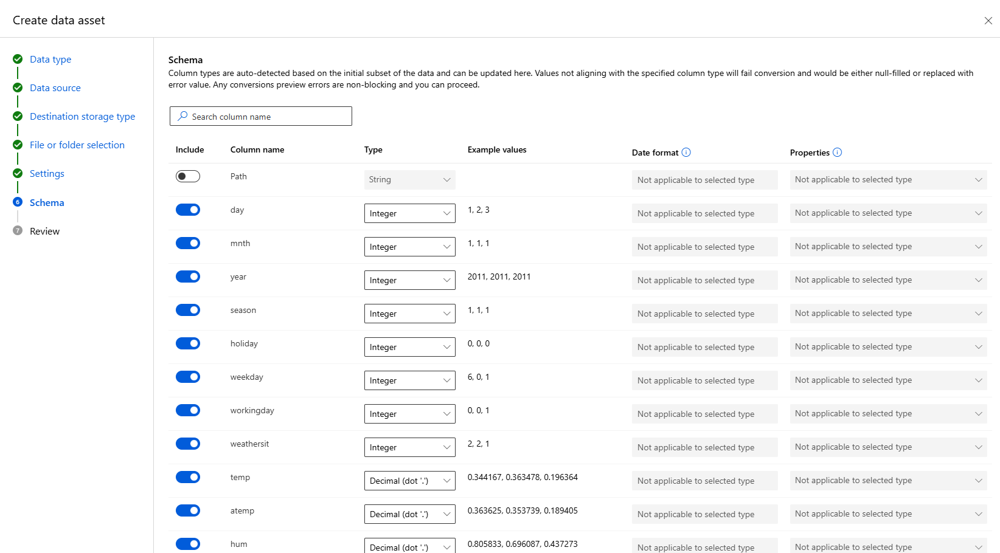 Create data asset
Data type
Data source
Destination storage type
File or folder selection
Settings
6 Schema
7 Review
Schema
Column types are auto-detected based on the initial subset of the data and can be updated here. Values not aligning with the specified column type will fail conversion and would be either null-filled or replaced with
error value. Any conversions preview errors are non-blocking and you can proceed.
Search column name
Include Column name Type Example values Date format Properties
Path String Not applicable to selected type Not applicable to selected type
day Integer 1, 2, 3 Not applicable to selected type Not applicable to selected type
mnth Integer 1, 1, 1 Not applicable to selected type Not applicable to selected type
year Integer 2011, 2011, 2011 Not applicable to selected type Not applicable to selected type
season Integer 1, 1, 1 Not applicable to selected type Not applicable to selected type
holiday Integer 0, 0, 0 Not applicable to selected type Not applicable to selected type
weekday Integer 6, 0, 1 Not applicable to selected type Not applicable to selected type
workingday Integer 0, 0, 1 Not applicable to selected type Not applicable to selected type
weathersit Integer 2, 2, 1 Not applicable to selected type Not applicable to selected type
temp Decimal (dot '.') 0.344167, 0.363478, 0.196364 Not applicable to selected type Not applicable to selected type
atemp Decimal (dot '.') 0.363625, 0.353739, 0.189405 Not applicable to selected type Not applicable to selected type
hum Decimal (dot '.') 0.805833, 0.696087, 0.437273 Not applicable to selected type Not applicable to selected type